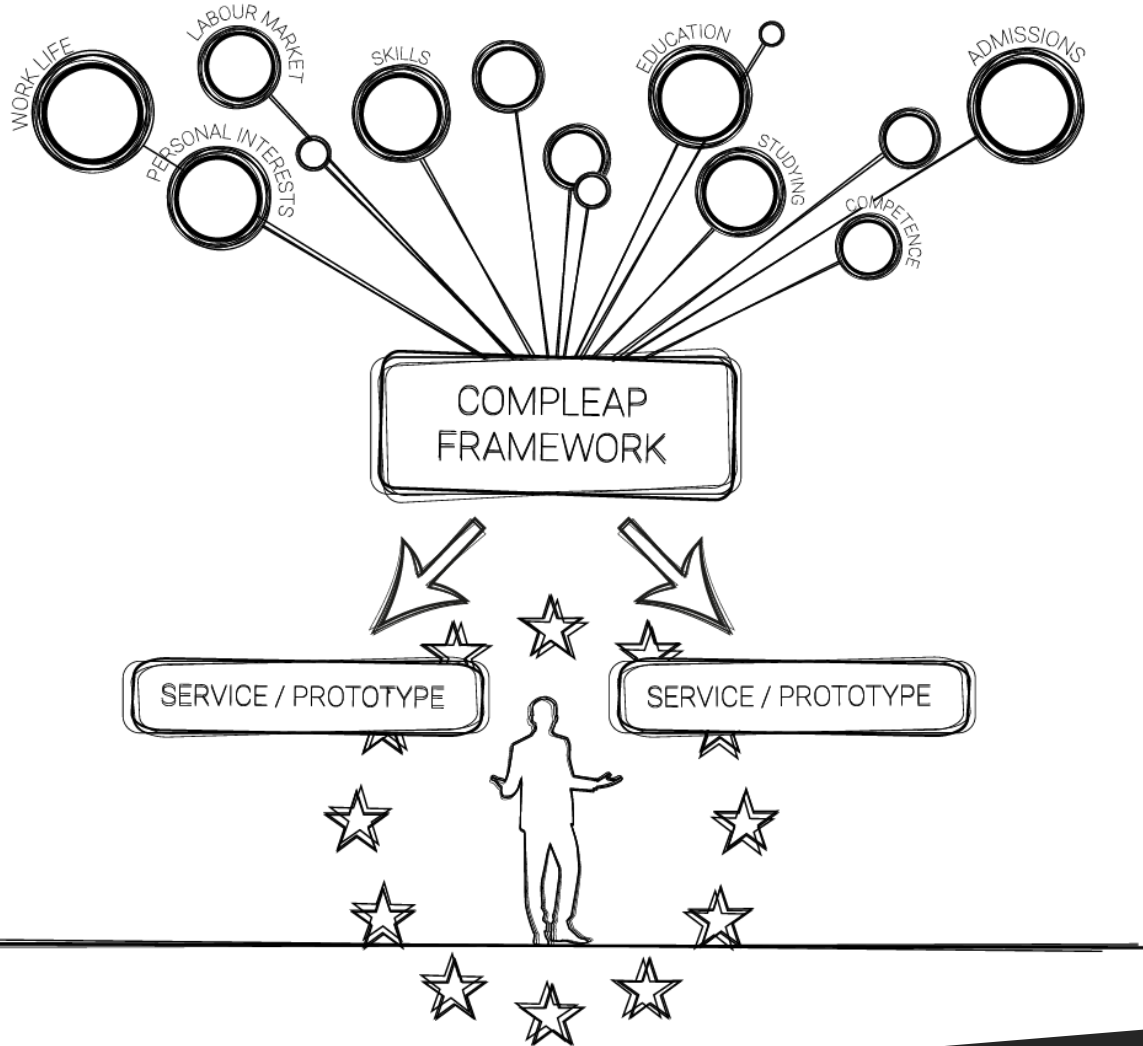 WORK LIFE
LABOUR MARKET
PERSONAL INTERESTS
SKILLS
EDUCATION
STUDYING
ADMISSIONS
COMPETENCE
COMPLEAP
FRAMEWORK
SERVICE / PROTOTYPE
SERVICE / PROTOTYPE